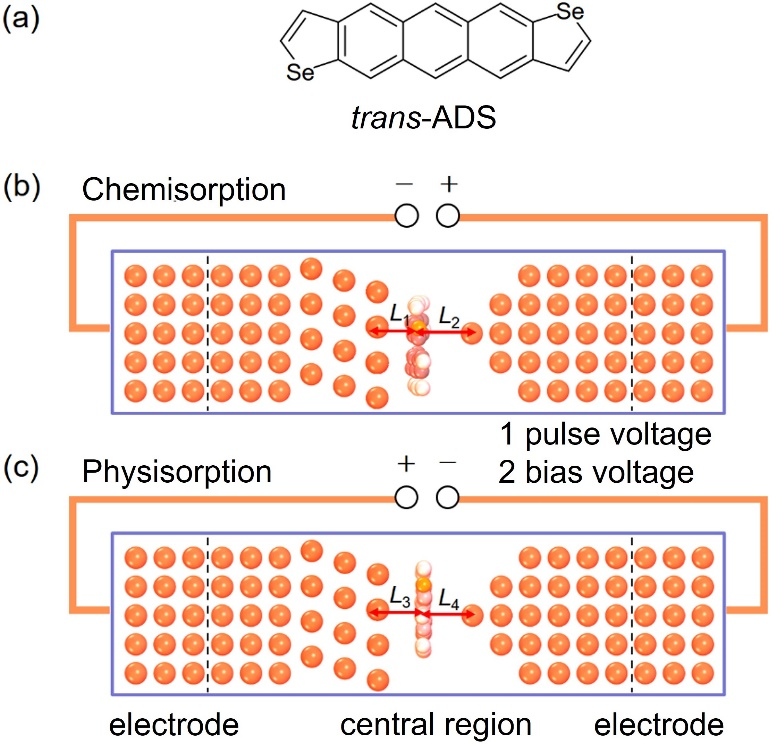 (a)
Se
Se
trans-ADS
(b) Chemisorption − +
L1 L2
1 pulse voltage
(c) Physisorption + − 2 bias voltage
L3 L4
electrode central region electrode